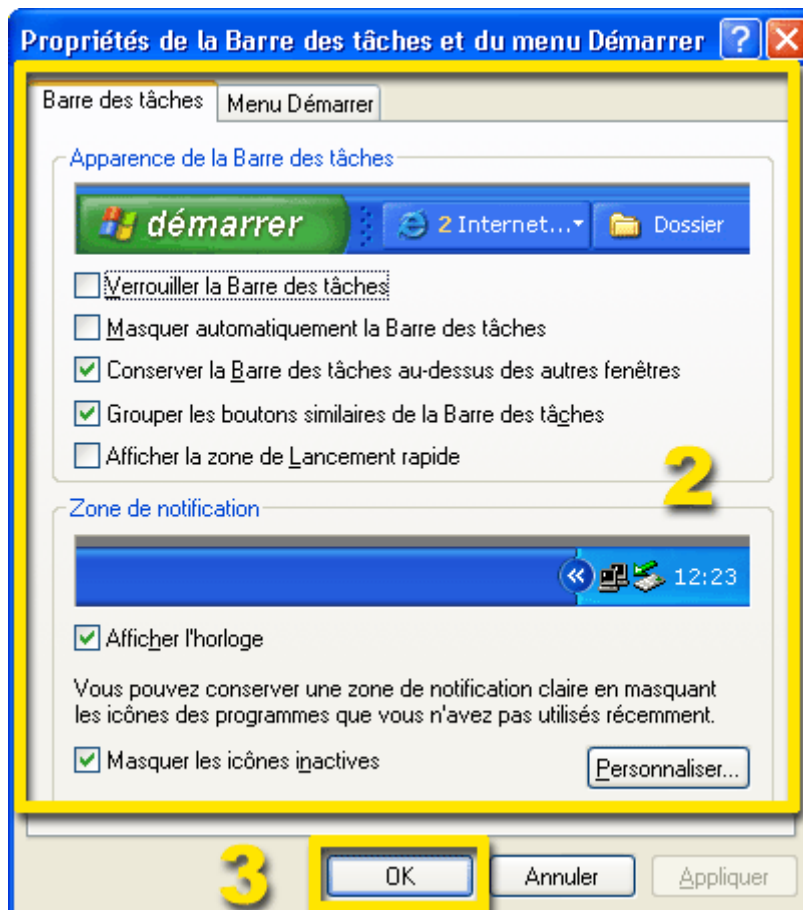 Propriétés de la Barre des tâches et du menu Démarrer ?
Barre des tâches Menu Démarrer
Apparence de la Barre des tâches
démarrer 2 Internet... Dossier
Verrouiller la Barre des tâches
Masquer automatiquement la Barre des tâches
Conserver la Barre des tâches au-dessus des autres fenêtres
Grouper les boutons similaires de la Barre des tâches
Afficher la zone de Lancement rapide
2
Zone de notification
« 12:23
Afficher l'horloge
Vous pouvez conserver une zone de notification claire en masquant
les icônes des programmes que vous n'avez pas utilisés récemment.
Masquer les icônes inactives Personnaliser...
3 OK Annuler Appliquer